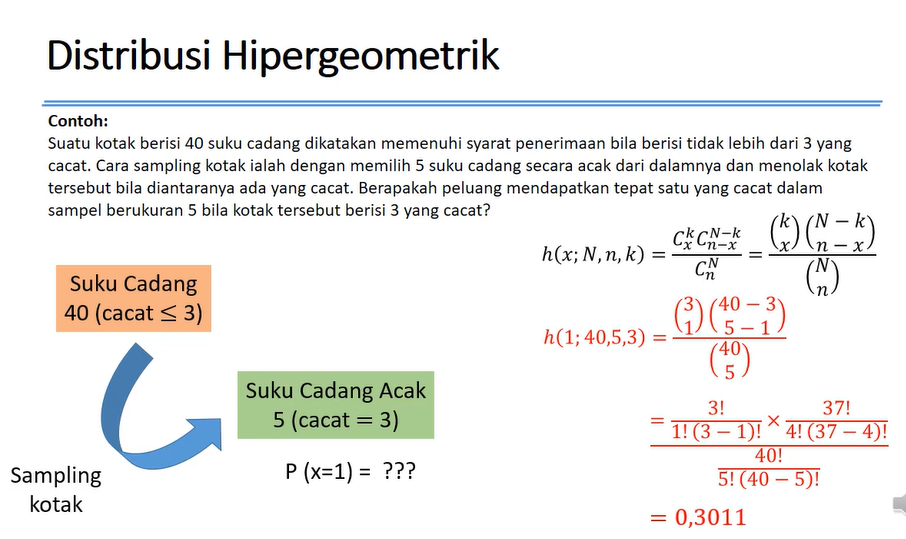 Distribusi Hipergeometrik
Contoh:
Suatu kotak berisi 40 suku cadang dikatakan memenuhi syarat penerimaan bila berisi tidak lebih dari 3 yang
cacat. Cara sampling kotak ialah dengan memilih 5 suku cadang secara acak dari dalamnya dan menolak kotak
tersebut bila diantaranya ada yang cacat. Berapakah peluang mendapatkan tepat satu yang cacat dalam
sampel berukuran 5 bila kotak tersebut berisi 3 yang cacat?
h(x; N, n, k) = \frac{C_x^k C_{n-x}^{N-k}}{C_n^N} = \frac{\binom{k}{x}\binom{N-k}{n-x}}{\binom{N}{n}}
Suku Cadang
40 (cacat ≤ 3)
h(1; 40,5,3) = \frac{\binom{3}{1}\binom{40-3}{5-1}}{\binom{40}{5}}
Suku Cadang Acak
5 (cacat = 3)
= \frac{\frac{3!}{1!(3-1)!} × \frac{37!}{4!(37-4)!}}{\frac{40!}{5!(40-5)!}}
P (x=1) = ???
Sampling
kotak
= 0,3011